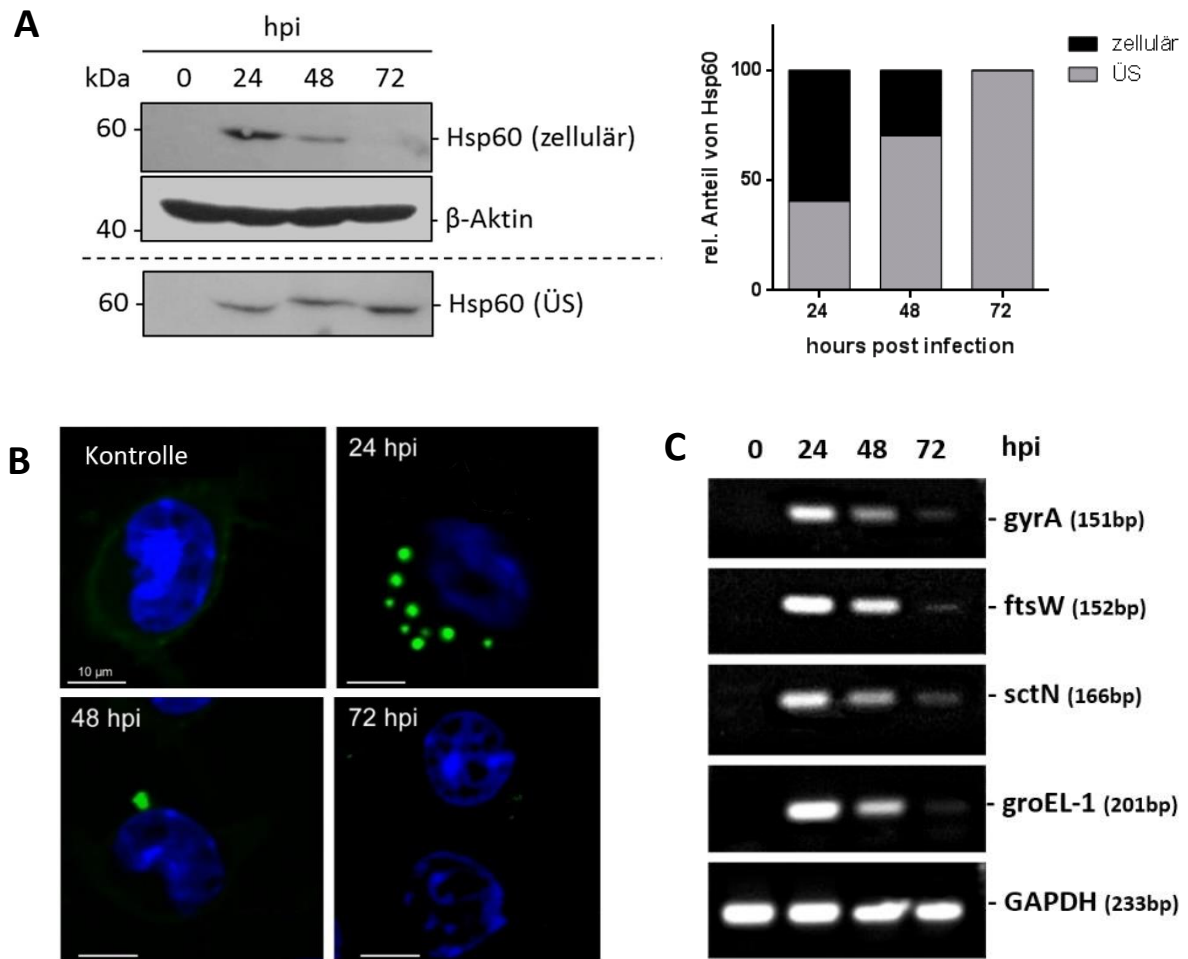 A
hpi
kDa 0 24 48 72
60
Hsp60 (zellulär)
40
β-Aktin
60
Hsp60 (ÜS)
rel. Anteil von Hsp60
100
50
0
24 48 72
hours post infection
zellulär
ÜS
B
Kontrolle
10 µm
24 hpi
48 hpi
72 hpi
C
0 24 48 72 hpi
- gyrA (151bp)
- ftsW (152bp)
- sctN (166bp)
- groEL-1 (201bp)
- GAPDH (233bp)